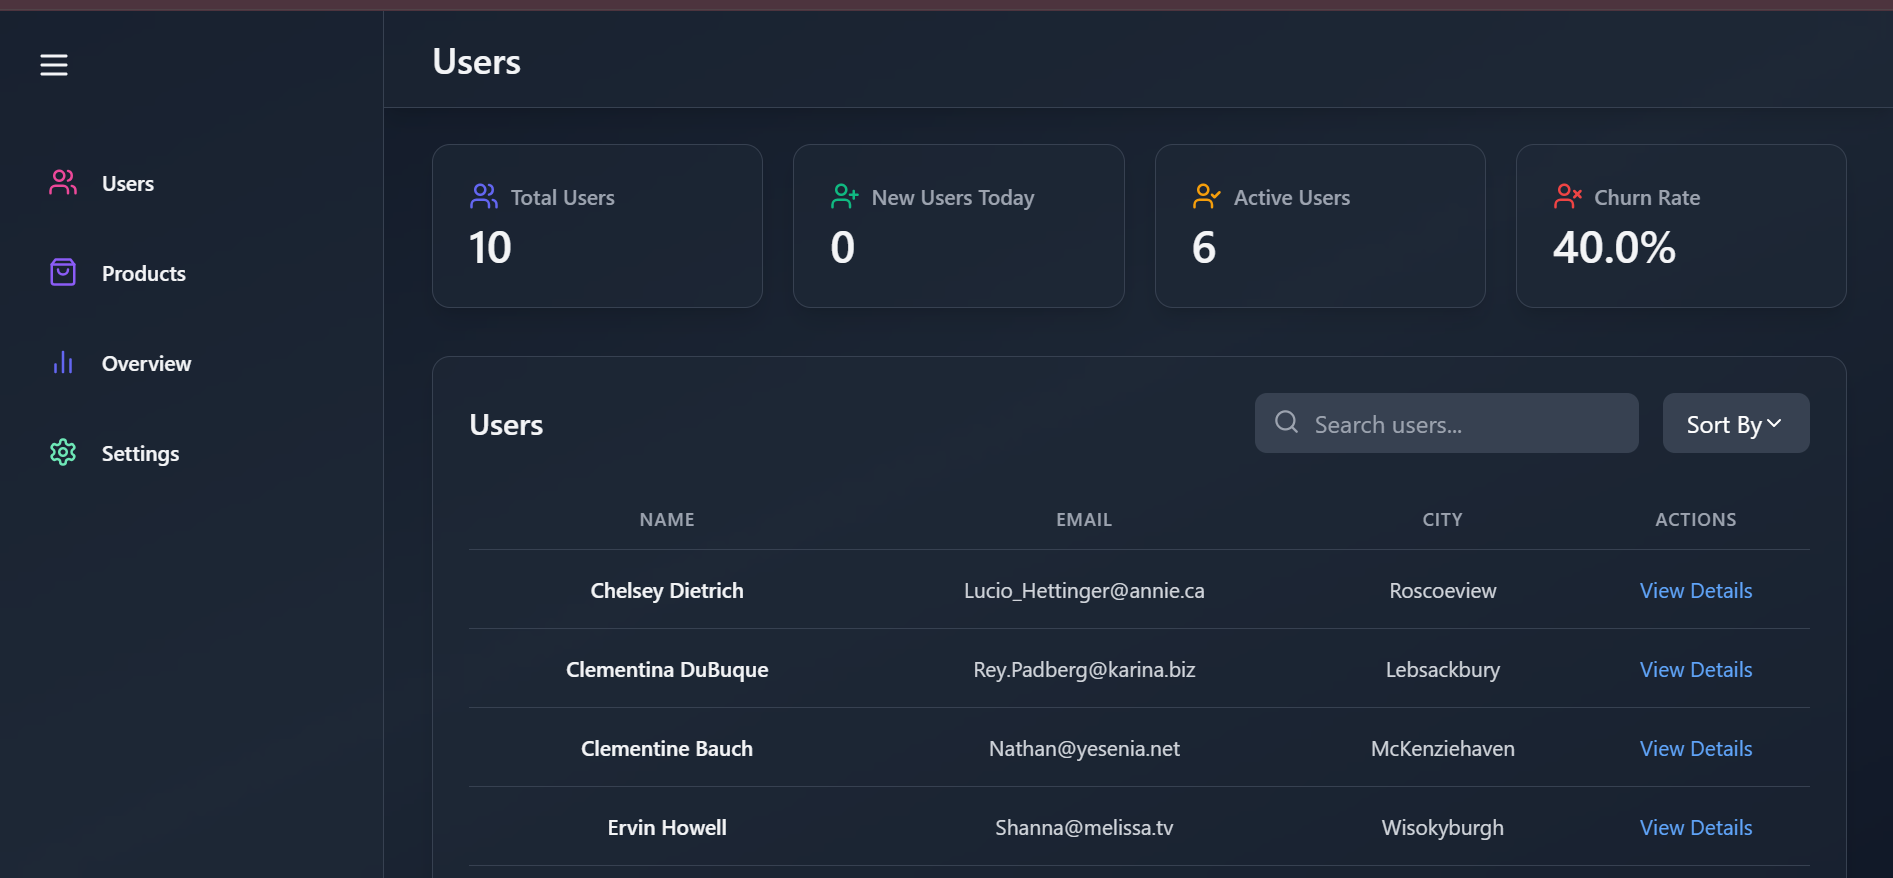 Users
Products
Overview
Settings
Users
Total Users
10
New Users Today
0
Active Users
6
Churn Rate
40.0%
Users
Search users...
Sort By
NAME EMAIL CITY ACTIONS
Chelsey Dietrich Lucio_Hettinger@annie.ca Roscoeview View Details
Clementina DuBuque Rey.Padberg@karina.biz Lebsackbury View Details
Clementine Bauch Nathan@yesenia.net McKenziehaven View Details
Ervin Howell Shanna@melissa.tv Wisokyburgh View Details